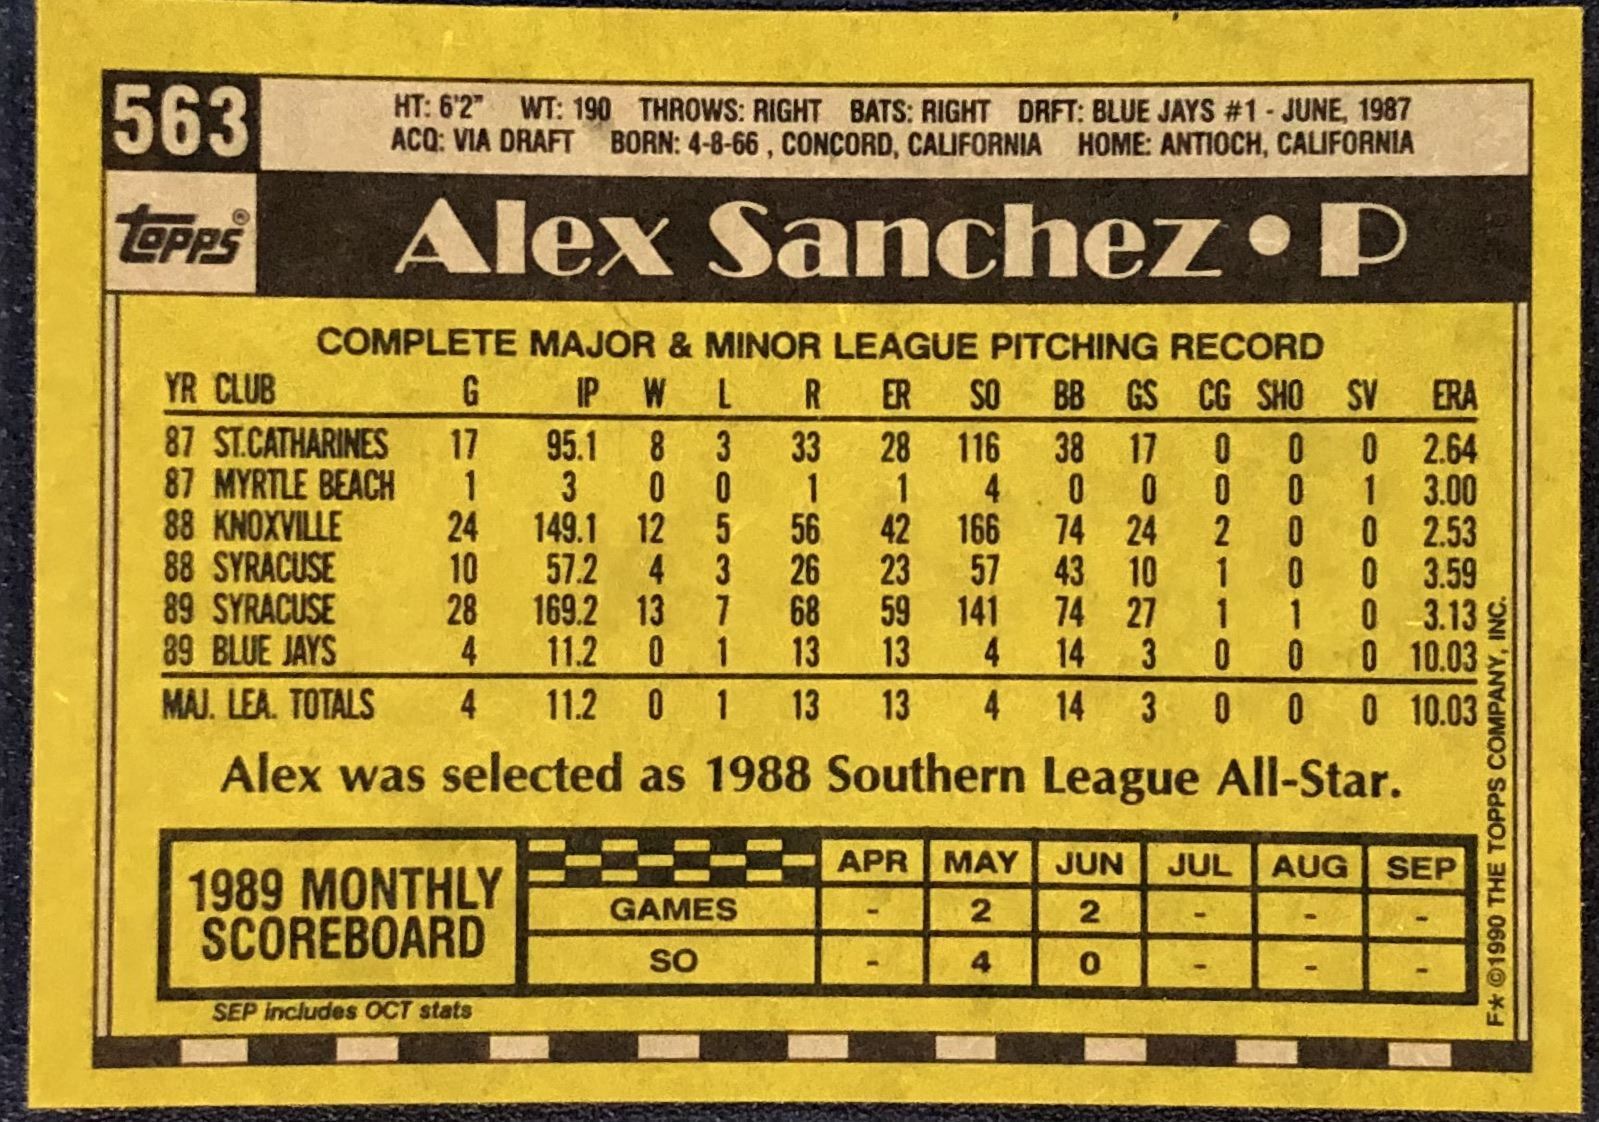 563
HT: 6'2" WT: 190 THROWS: RIGHT BATS: RIGHT DRFT: BLUE JAYS #1 - JUNE, 1987
ACQ: VIA DRAFT BORN: 4-8-66 , CONCORD, CALIFORNIA HOME: ANTIOCH, CALIFORNIA
topps®
Alex Sanchez • P
COMPLETE MAJOR & MINOR LEAGUE PITCHING RECORD
YR CLUB G IP W L R ER SO BB GS CG SHO SV ERA
87 ST.CATHARINES 17 95.1 8 3 33 28 116 38 17 0 0 0 2.64
87 MYRTLE BEACH 1 3 0 0 1 1 4 0 0 0 0 1 3.00
88 KNOXVILLE 24 149.1 12 5 56 42 166 74 24 2 0 0 2.53
88 SYRACUSE 10 57.2 4 3 26 23 57 43 10 1 0 0 3.59
89 SYRACUSE 28 169.2 13 7 68 59 141 74 27 1 1 0 3.13
89 BLUE JAYS 4 11.2 0 1 13 13 4 14 3 0 0 0 10.03
MAJ. LEA. TOTALS 4 11.2 0 1 13 13 4 14 3 0 0 0 10.03
Alex was selected as 1988 Southern League All-Star.
1989 MONTHLY
SCOREBOARD
APR MAY JUN JUL AUG SEP
GAMES - 2 2 - - -
SO - 4 0 - - -
SEP includes OCT stats
F* ©1990 THE TOPPS COMPANY, INC.